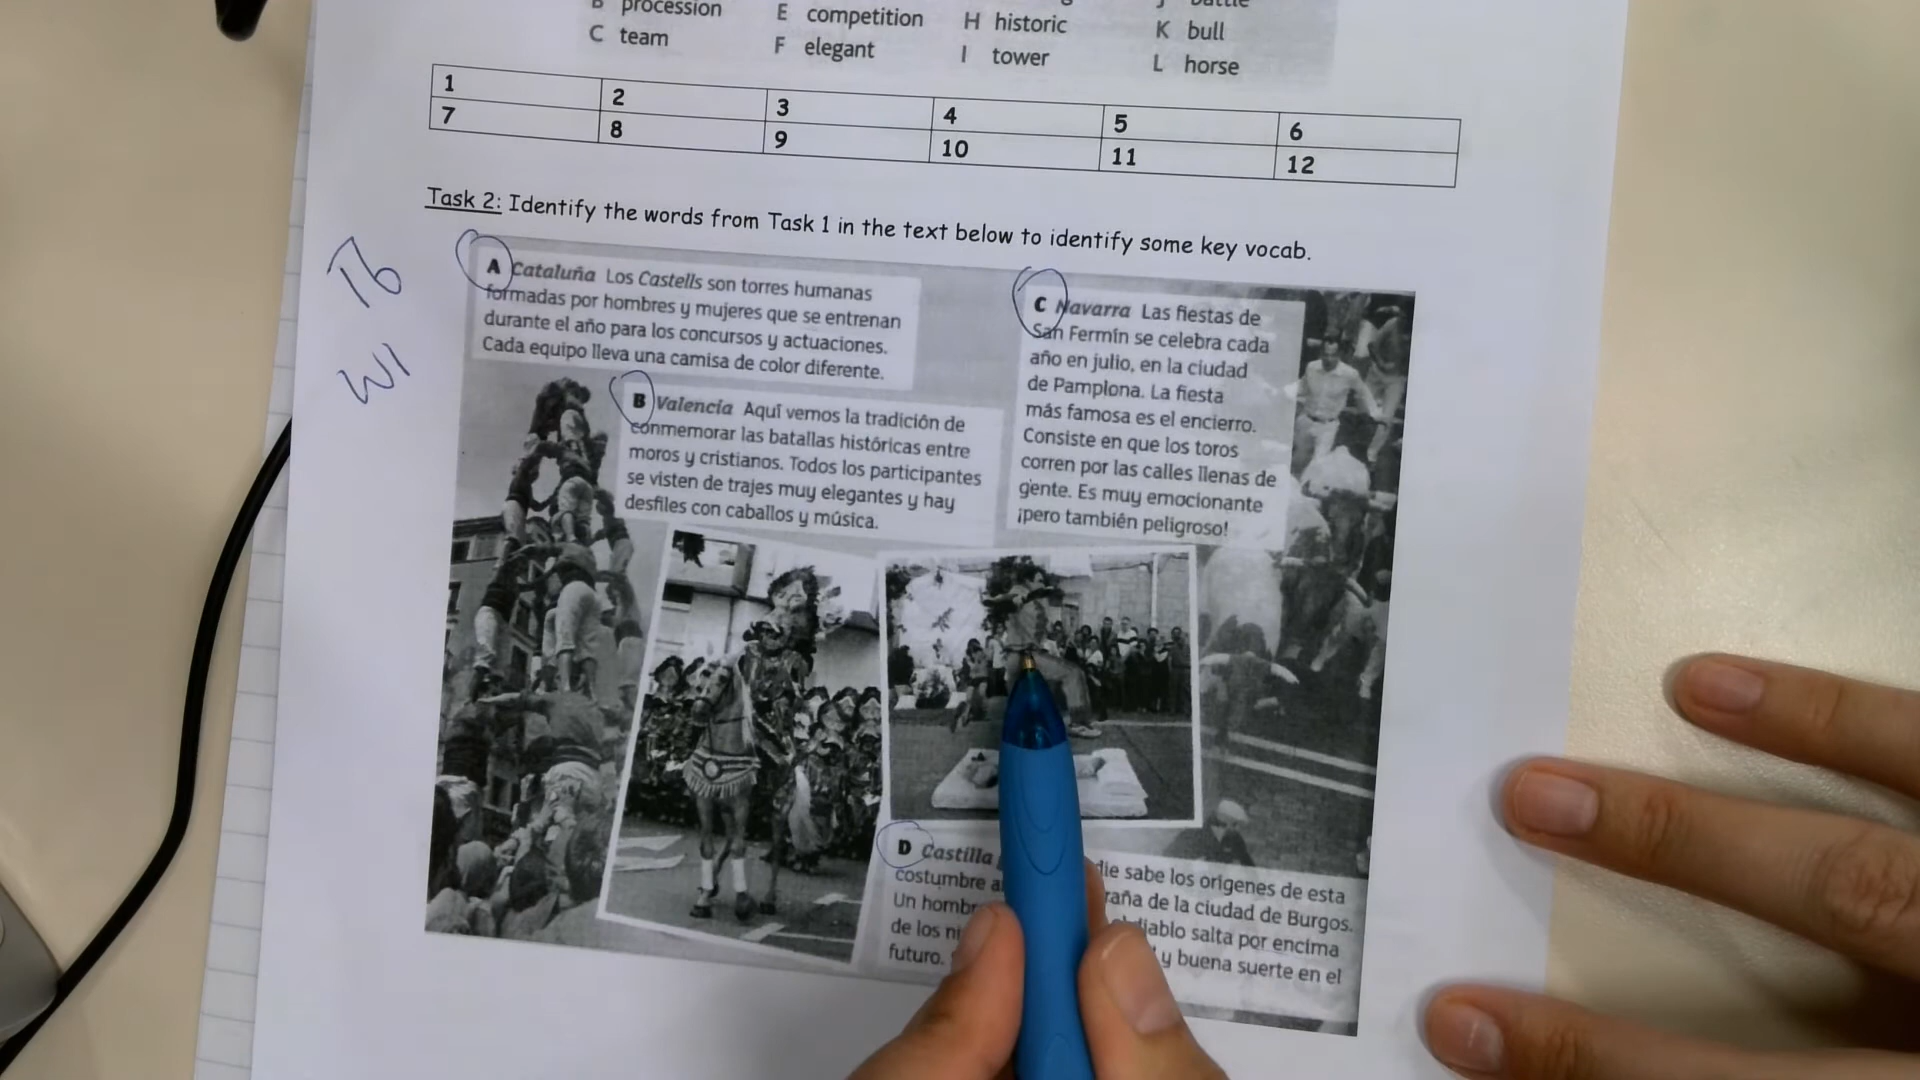 B procession E competition H historic K bull
C team F elegant I tower L horse
1 2 3 4 5 6
7 8 9 10 11 12
Task 2: Identify the words from Task 1 in the text below to identify some key vocab.
A Cataluña Los Castells son torres humanas
formadas por hombres y mujeres que se entrenan
durante el año para los concursos y actuaciones.
Cada equipo lleva una camisa de color diferente.
B Valencia Aquí vemos la tradición de
conmemorar las batallas históricas entre
moros y cristianos. Todos los participantes
se visten de trajes muy elegantes y hay
desfiles con caballos y música.
C Navarra Las fiestas de
San Fermín se celebra cada
año en julio, en la ciudad
de Pamplona. La fiesta
más famosa es el encierro.
Consiste en que los toros
corren por las calles llenas de
gente. Es muy emocionante
¡pero también peligroso!
D Castilla sabe los orígenes de esta
costumbre de la ciudad de Burgos.
Un salta por encima
de los y buena suerte en el
futuro.